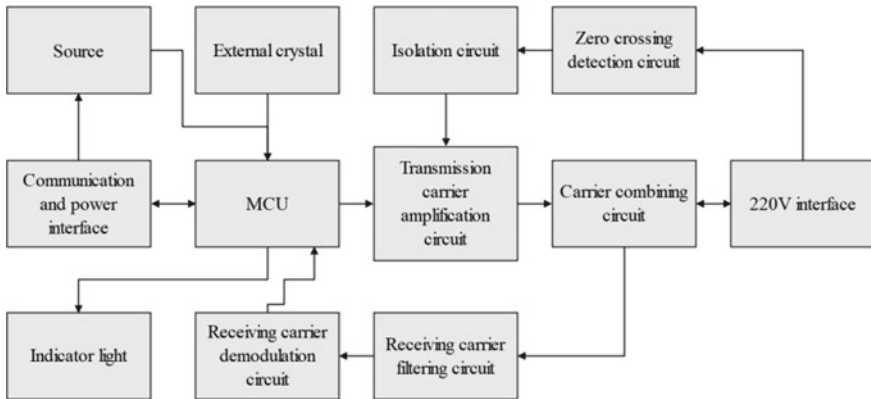 Source
External crystal
Isolation circuit
Zero crossing
detection circuit
Communication
and power
interface
MCU
Transmission
carrier
amplification
circuit
Carrier combining
circuit
220V interface
Indicator light
Receiving carrier
demodulation
circuit
Receiving carrier
filtering circuit